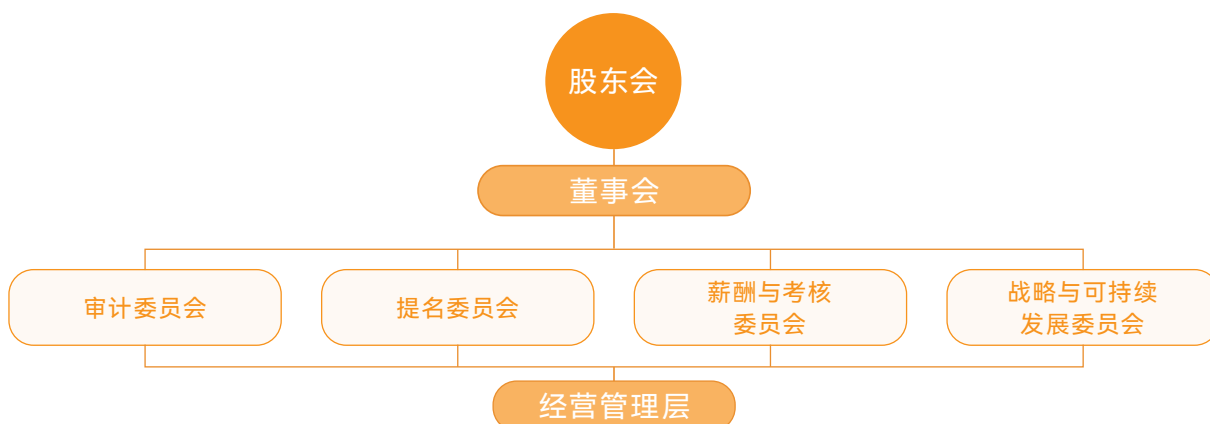 股东会
董事会
审计委员会
提名委员会
薪酬与考核
委员会
战略与可持续
发展委员会
经营管理层